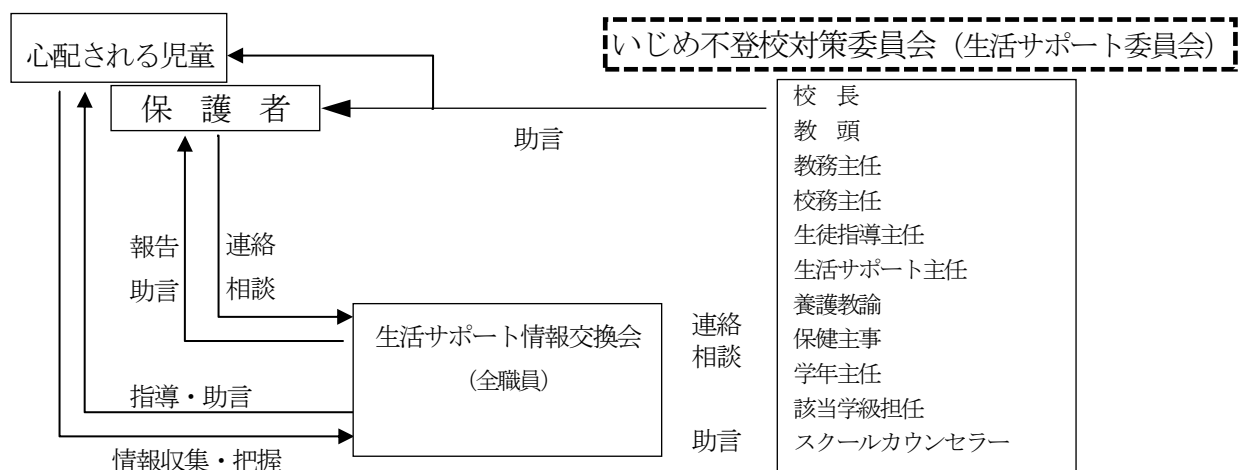 心配される児童
いじめ不登校対策委員会（生活サポート委員会）
保　護　者
助言
校　長
教　頭
教務主任
校務主任
生徒指導主任
生活サポート主任
養護教諭
保健主事
学年主任
該当学級担任
スクールカウンセラー
報告
助言
連絡
相談
生活サポート情報交換会
（全職員）
連絡
相談
助言
指導・助言
情報収集・把握